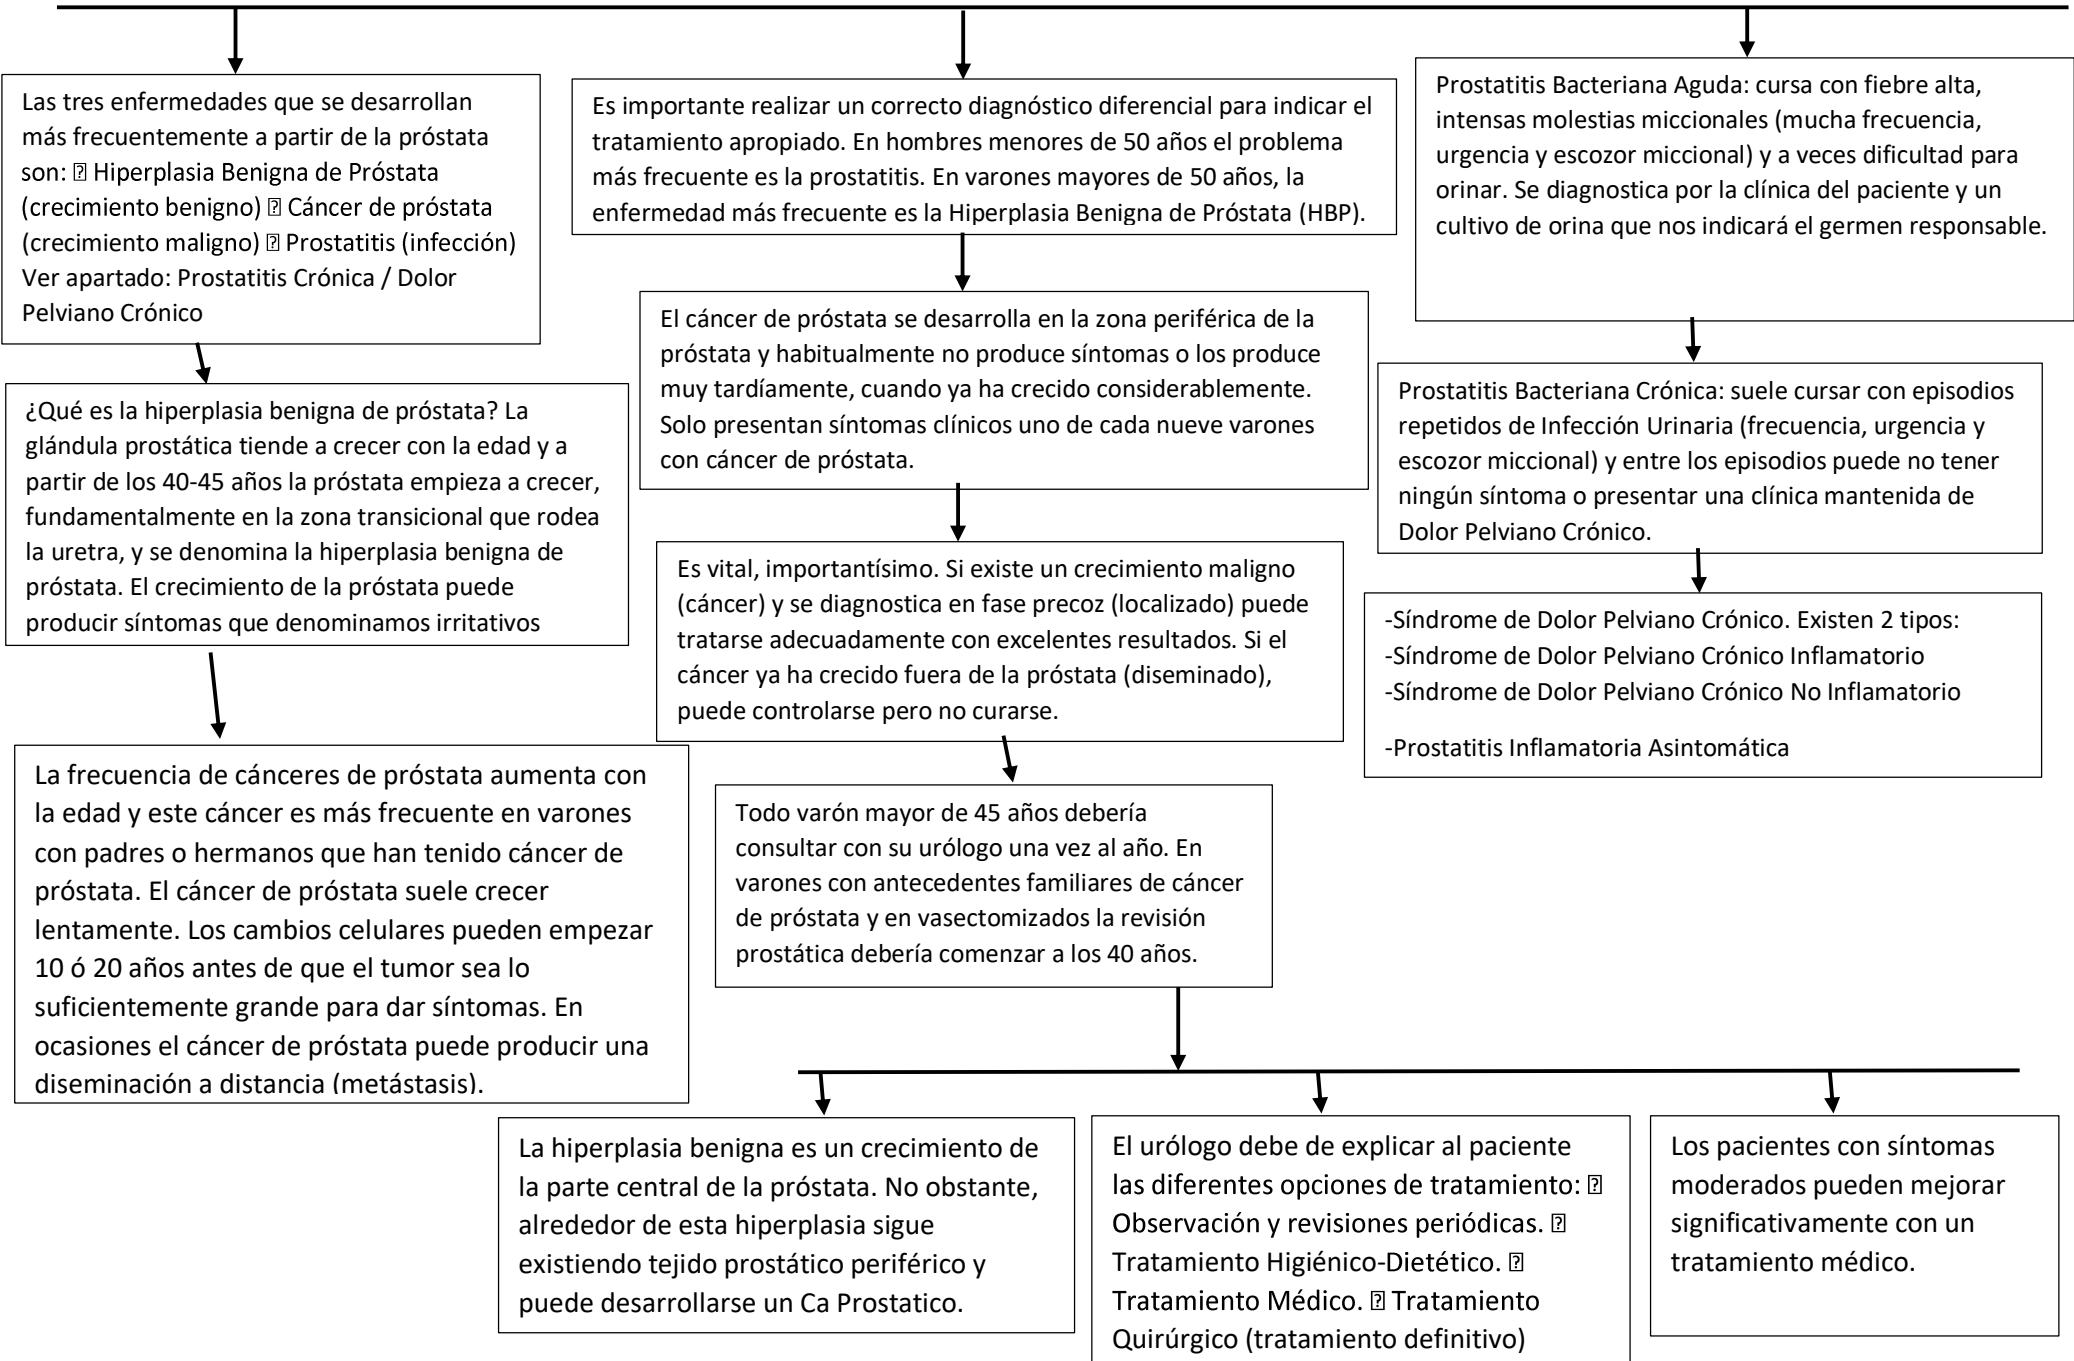 Las tres enfermedades que se desarrollan
más frecuentemente a partir de la próstata
son: ⍰ Hiperplasia Benigna de Próstata
(crecimiento benigno) ⍰ Cáncer de próstata
(crecimiento maligno) ⍰ Prostatitis (infección)
Ver apartado: Prostatitis Crónica / Dolor
Pelviano Crónico
¿Qué es la hiperplasia benigna de próstata? La
glándula prostática tiende a crecer con la edad y a
partir de los 40-45 años la próstata empieza a crecer,
fundamentalmente en la zona transicional que rodea
la uretra, y se denomina la hiperplasia benigna de
próstata. El crecimiento de la próstata puede
producir síntomas que denominamos irritativos
La frecuencia de cánceres de próstata aumenta con
la edad y este cáncer es más frecuente en varones
con padres o hermanos que han tenido cáncer de
próstata. El cáncer de próstata suele crecer
lentamente. Los cambios celulares pueden empezar
10 ó 20 años antes de que el tumor sea lo
suficientemente grande para dar síntomas. En
ocasiones el cáncer de próstata puede producir una
diseminación a distancia (metástasis).
Es importante realizar un correcto diagnóstico diferencial para indicar el
tratamiento apropiado. En hombres menores de 50 años el problema
más frecuente es la prostatitis. En varones mayores de 50 años, la
enfermedad más frecuente es la Hiperplasia Benigna de Próstata (HBP).
El cáncer de próstata se desarrolla en la zona periférica de la
próstata y habitualmente no produce síntomas o los produce
muy tardíamente, cuando ya ha crecido considerablemente.
Solo presentan síntomas clínicos uno de cada nueve varones
con cáncer de próstata.
Es vital, importantísimo. Si existe un crecimiento maligno
(cáncer) y se diagnostica en fase precoz (localizado) puede
tratarse adecuadamente con excelentes resultados. Si el
cáncer ya ha crecido fuera de la próstata (diseminado),
puede controlarse pero no curarse.
Todo varón mayor de 45 años debería
consultar con su urólogo una vez al año. En
varones con antecedentes familiares de cáncer
de próstata y en vasectomizados la revisión
prostática debería comenzar a los 40 años.
Prostatitis Bacteriana Aguda: cursa con fiebre alta,
intensas molestias miccionales (mucha frecuencia,
urgencia y escozor miccional) y a veces dificultad para
orinar. Se diagnostica por la clínica del paciente y un
cultivo de orina que nos indicará el germen responsable.
Prostatitis Bacteriana Crónica: suele cursar con episodios
repetidos de Infección Urinaria (frecuencia, urgencia y
escozor miccional) y entre los episodios puede no tener
ningún síntoma o presentar una clínica mantenida de
Dolor Pelviano Crónico.
-Síndrome de Dolor Pelviano Crónico. Existen 2 tipos:
-Síndrome de Dolor Pelviano Crónico Inflamatorio
-Síndrome de Dolor Pelviano Crónico No Inflamatorio
-Prostatitis Inflamatoria Asintomática
La hiperplasia benigna es un crecimiento de
la parte central de la próstata. No obstante,
alrededor de esta hiperplasia sigue
existiendo tejido prostático periférico y
puede desarrollarse un Ca Prostatico.
El urólogo debe de explicar al paciente
las diferentes opciones de tratamiento: ⍰
Observación y revisiones periódicas. ⍰
Tratamiento Higiénico-Dietético. ⍰
Tratamiento Médico. ⍰ Tratamiento
Quirúrgico (tratamiento definitivo)
Los pacientes con síntomas
moderados pueden mejorar
significativamente con un
tratamiento médico.